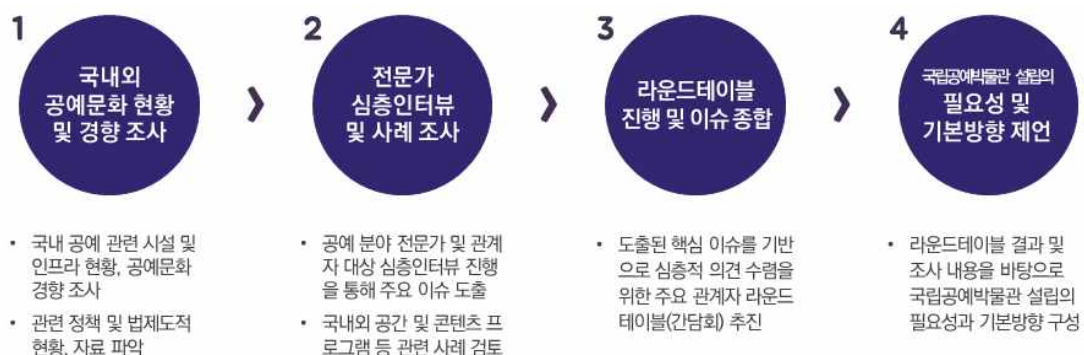 1
국내외
공예문화 현황
및 경향 조사
• 국내 공예 관련 시설 및
인프라 현황, 공예문화
경향 조사
• 관련 정책 및 법제도적
현황, 자료 파악
2
전문가
심층인터뷰
및 사례 조사
• 공예 분야 전문가 및 관계
자 대상 심층인터뷰 진행
을 통해 주요 이슈 도출
• 국내외 공간 및 콘텐츠 프
로그램 등 관련 사례 검토
3
라운드테이블
진행 및 이슈 종합
• 도출된 핵심 이슈를 기반
으로 심층적 의견 수렴을
위한 주요 관계자 라운드
테이블(간담회) 추진
4
국립공예박물관 설립의
필요성 및
기본방향 제언
• 라운드테이블 결과 및
조사 내용을 바탕으로
국립공예박물관 설립의
필요성과 기본방향 구성